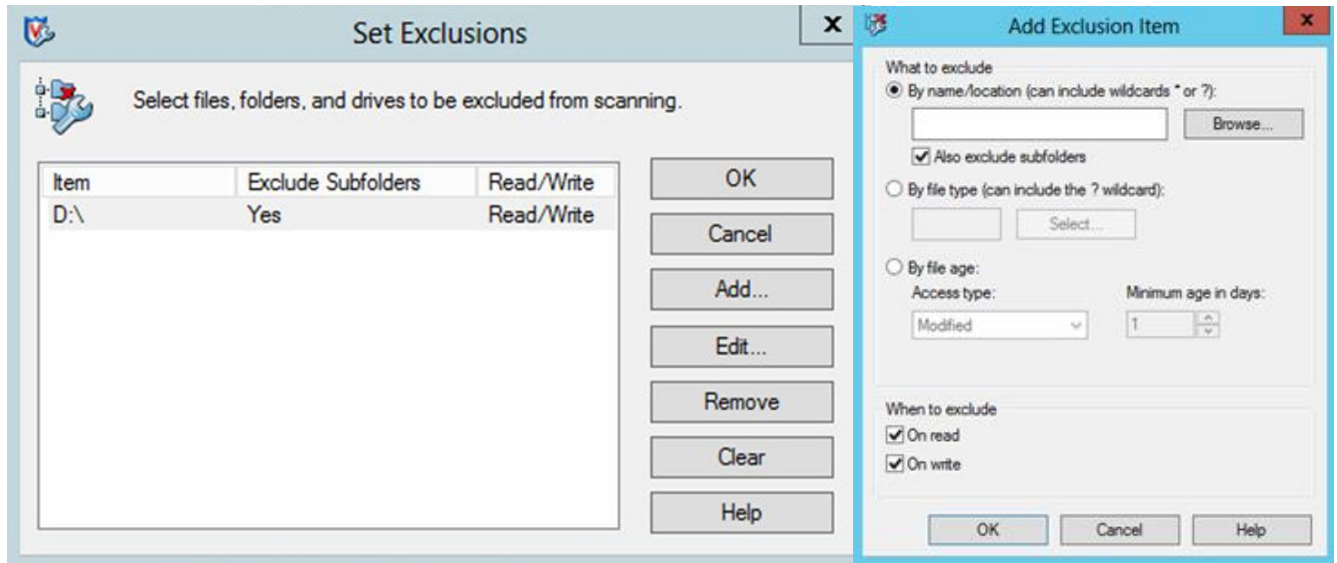 Set Exclusions
X
Select files, folders, and drives to be excluded from scanning.
Item Exclude Subfolders Read/Write
D:\ Yes Read/Write
OK
Cancel
Add...
Edit...
Remove
Clear
Help
Add Exclusion Item
x
What to exclude
By name/location (can include wildcards * or ?):
Browse...
Also exclude subfolders
By file type (can include the ? wildcard):
Select...
By file age:
Access type: Minimum age in days:
Modified 1
When to exclude
On read
On write
OK Cancel Help